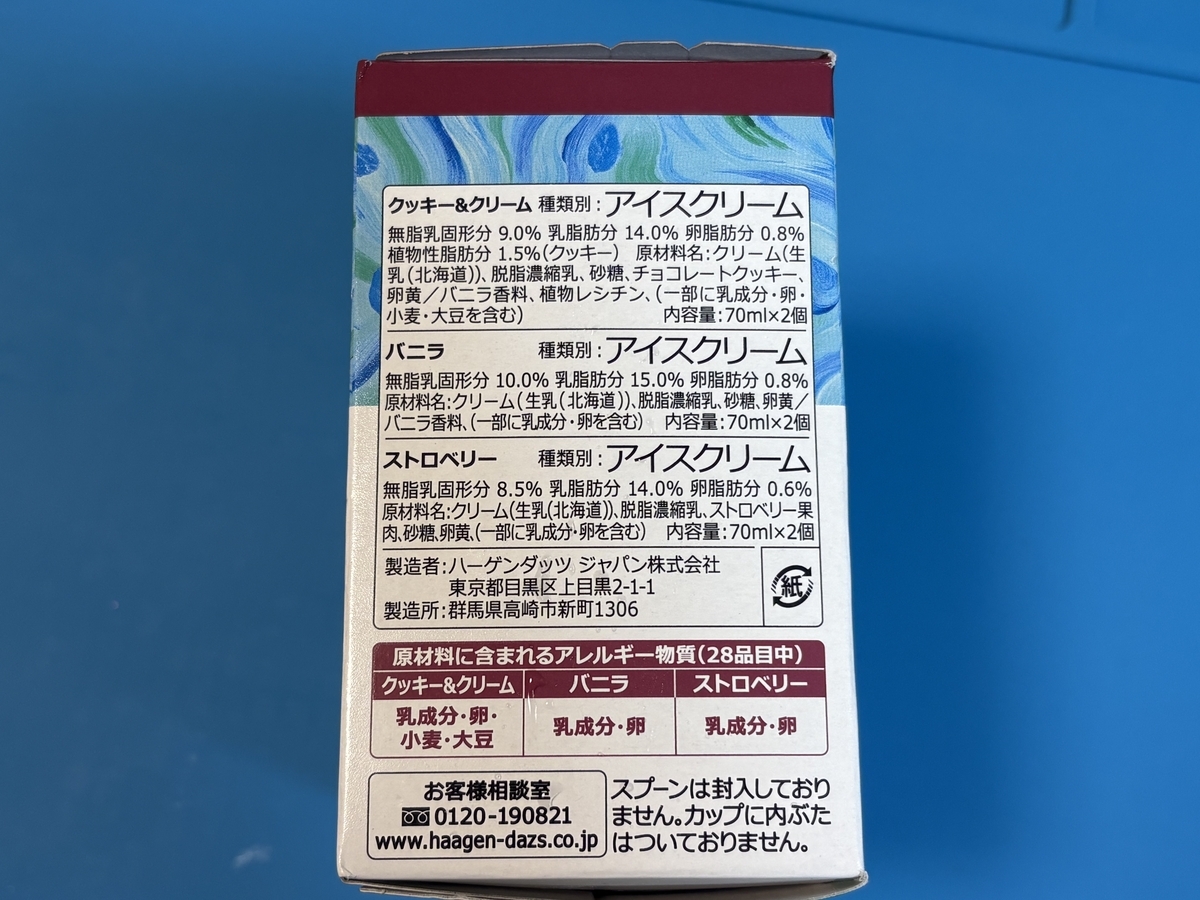 クッキー&クリーム 種類別:アイスクリーム
無脂乳固形分 9.0% 乳脂肪分 14.0% 卵脂肪分 0.8%
植物性脂肪分 1.5%(クッキー) 原材料名:クリーム(生
乳(北海道))、脱脂濃縮乳、砂糖、チョコレートクッキー、
卵黄/バニラ香料、植物レシチン、(一部に乳成分・卵・
小麦・大豆を含む) 内容量:70ml×2個
バニラ 種類別:アイスクリーム
無脂乳固形分 10.0% 乳脂肪分 15.0% 卵脂肪分 0.8%
原材料名:クリーム(生乳(北海道))、脱脂濃縮乳、砂糖、卵黄/
バニラ香料、(一部に乳成分・卵を含む) 内容量:70ml×2個
ストロベリー 種類別:アイスクリーム
無脂乳固形分 8.5% 乳脂肪分 14.0% 卵脂肪分 0.6%
原材料名:クリーム(生乳(北海道))、脱脂濃縮乳、ストロベリー果
肉、砂糖、卵黄、(一部に乳成分・卵を含む) 内容量:70ml×2個
製造者:ハーゲンダッツ ジャパン株式会社
東京都目黒区上目黒2-1-1
製造所:群馬県高崎市新町1306
紙
原材料に含まれるアレルギー物質(28品目中)
クッキー&クリーム バニラ ストロベリー
乳成分・卵・
小麦・大豆
乳成分・卵
乳成分・卵
お客様相談室
0120-190821
www.haagen-dazs.co.jp
スプーンは封入しており
ません。カップに内ぶた
はついておりません。